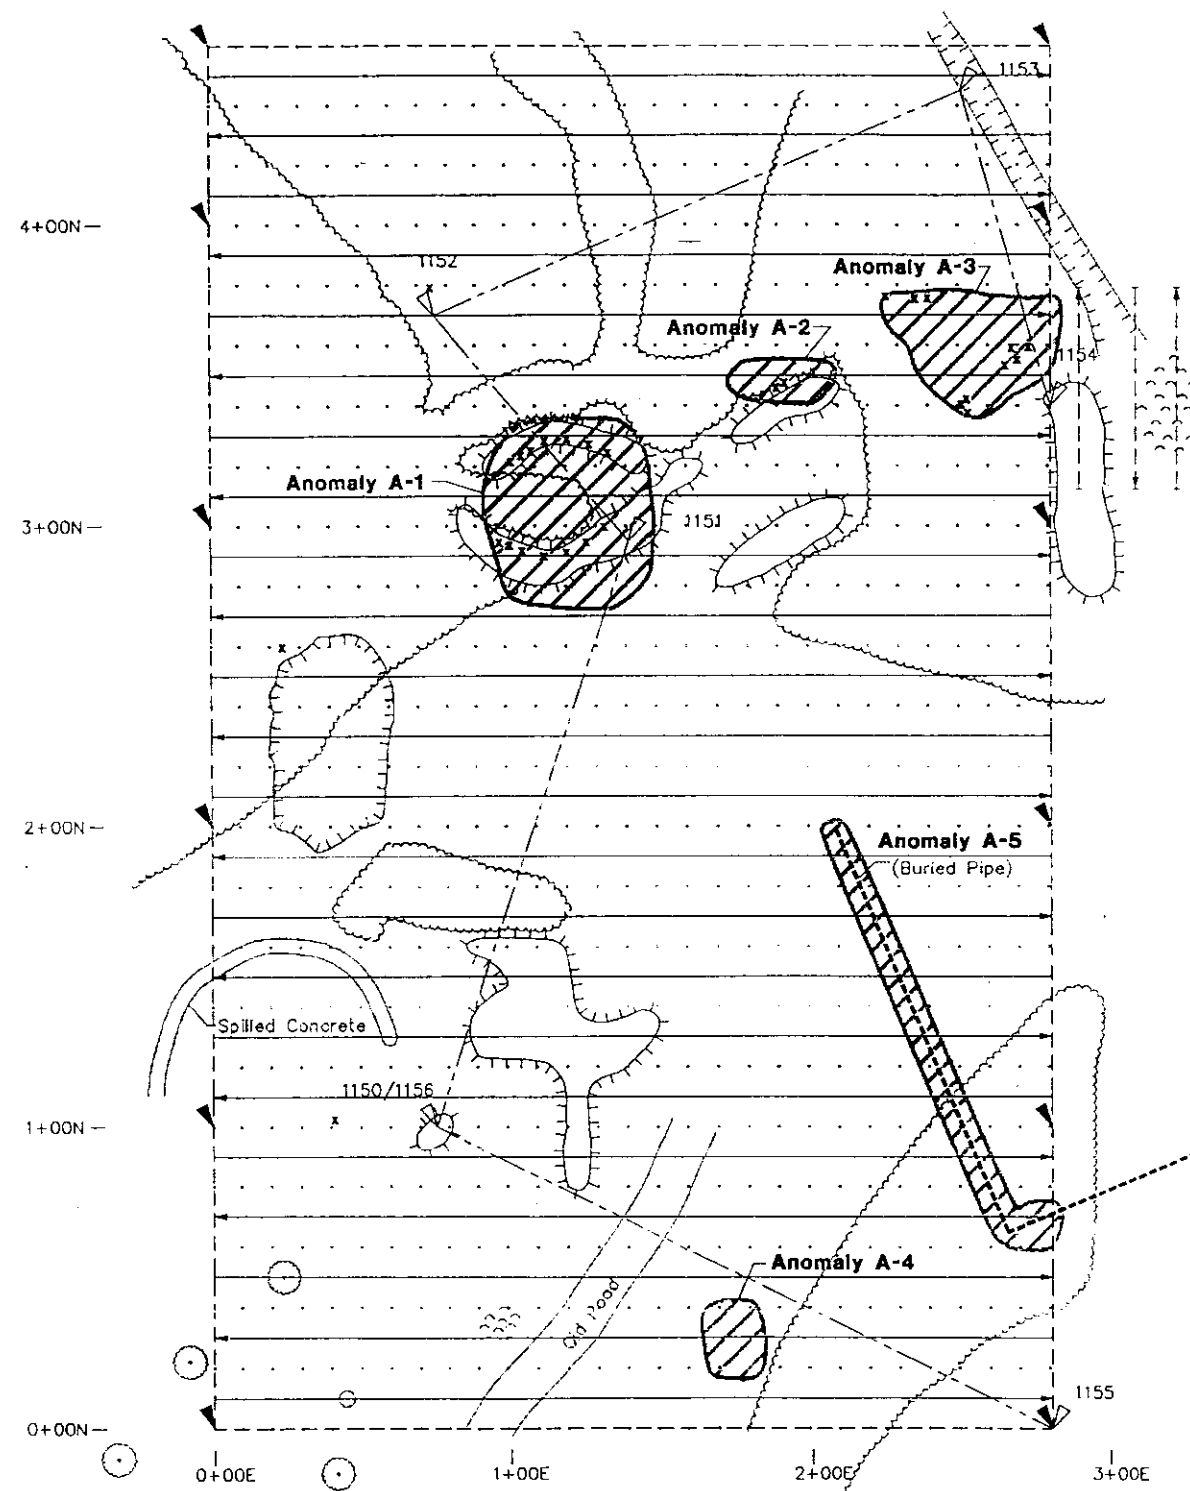 1153
4+00N
1152
Anomaly A-3
Anomaly A-2
1154
Anomaly A-1
3+00N
1151
2+00N
Anomaly A-5
(Buried Pipe)
Spilled Concrete
1150/1156
1+00N
Anomaly A-4
Old Road
1155
0+00N
0+00E
1+00E
2+00E
3+00E